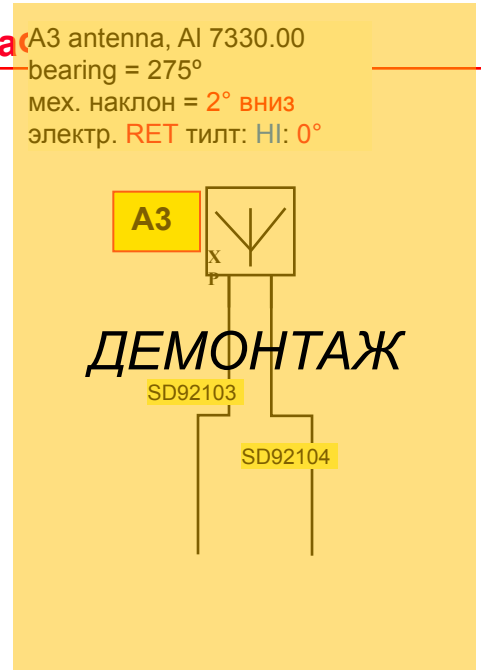 A3 antenna, AI 7330.00
bearing = 275º
мех. наклон = 2° вниз
электр. RET тилт: HI: 0°
A3
X
P
ДЕМОНТАЖ
SD92103
SD92104